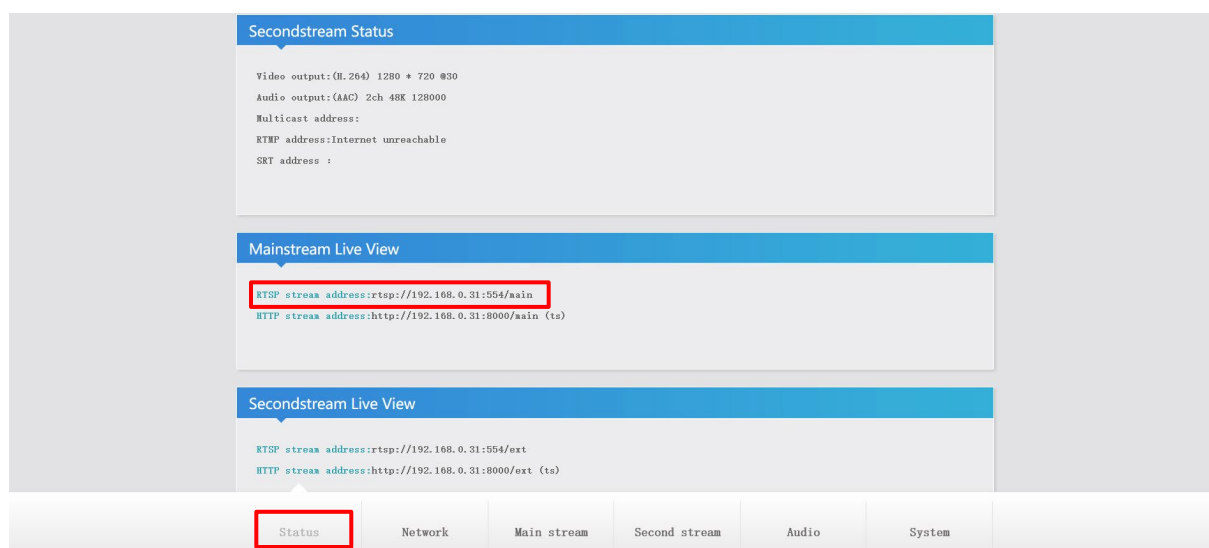 Secondstream Status
Video output:(H.264) 1280 * 720 @30
Audio output:(AAC) 2ch 48K 128000
Multicast address:
RTMP address:Internet unreachable
SRT address :
Mainstream Live View
RTSP stream address:rtsp://192.168.0.31:554/main
HTTP stream address:http://192.168.0.31:8000/main (ts)
Secondstream Live View
RTSP stream address:rtsp://192.168.0.31:554/ext
HTTP stream address:http://192.168.0.31:8000/ext (ts)
Status Network Main stream Second stream Audio System